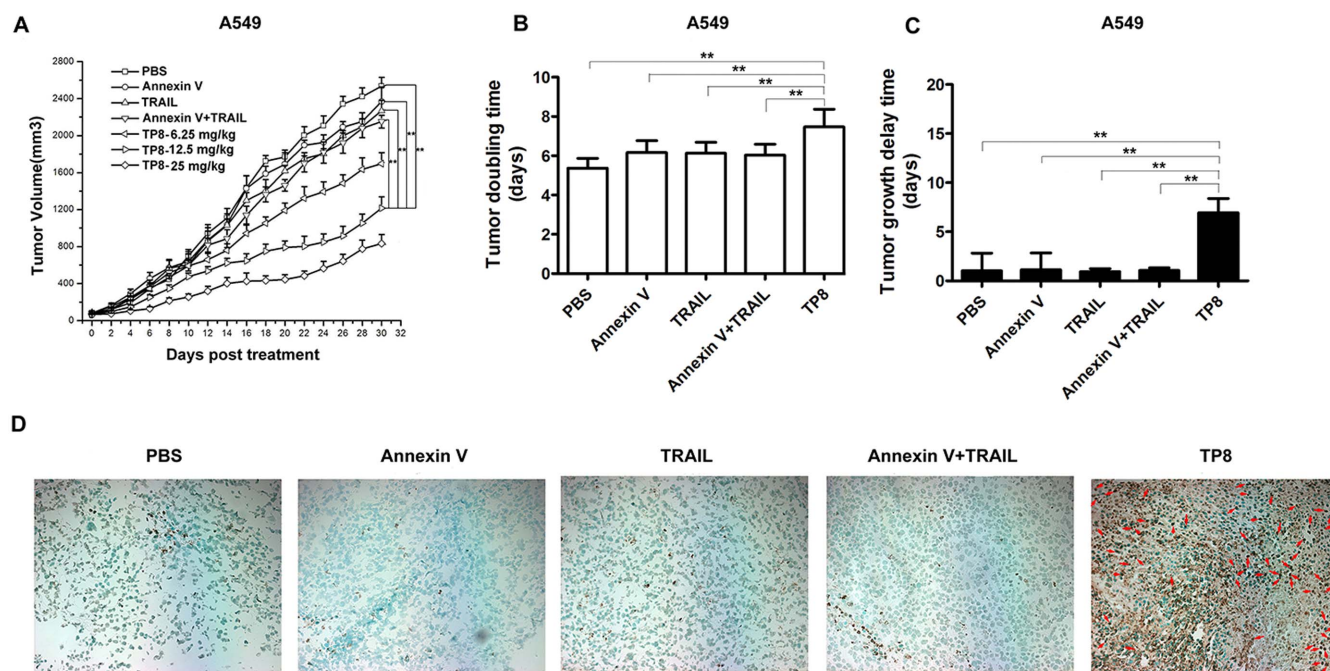 A
A549
Tumor Volume(mm3)
2800
2400
2000
1600
1200
800
400
0
PBS
Annexin V
TRAIL
Annexin V+TRAIL
TP8-6.25 mg/kg
TP8-12.5 mg/kg
TP8-25 mg/kg
**
**
**
**
0 2 4 6 8 10 12 14 16 18 20 22 24 26 28 30 32
Days post treatment
B
A549
Tumor doubling time
(days)
10
8
6
4
2
0
**
**
**
**
PBS
Annexin V
TRAIL
Annexin V+TRAIL
TP8
C
A549
Tumor growth delay time
(days)
20
15
10
5
0
**
**
**
**
PBS
Annexin V
TRAIL
Annexin V+TRAIL
TP8
D
PBS
Annexin V
TRAIL
Annexin V+TRAIL
TP8